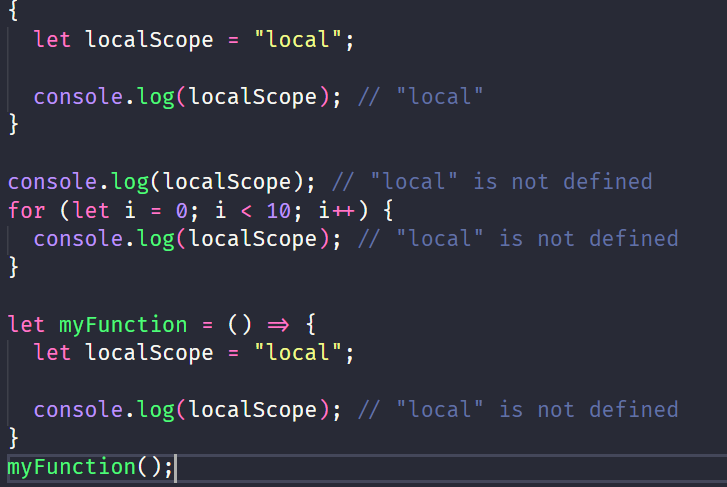 {
  let localScope = "local";
  console.log(localScope); // "local"
}
console.log(localScope); // "local" is not defined
for (let i = 0; i < 10; i++) {
  console.log(localScope); // "local" is not defined
}
let myFunction = () => {
  let localScope = "local";
  console.log(localScope); // "local" is not defined
}
myFunction();